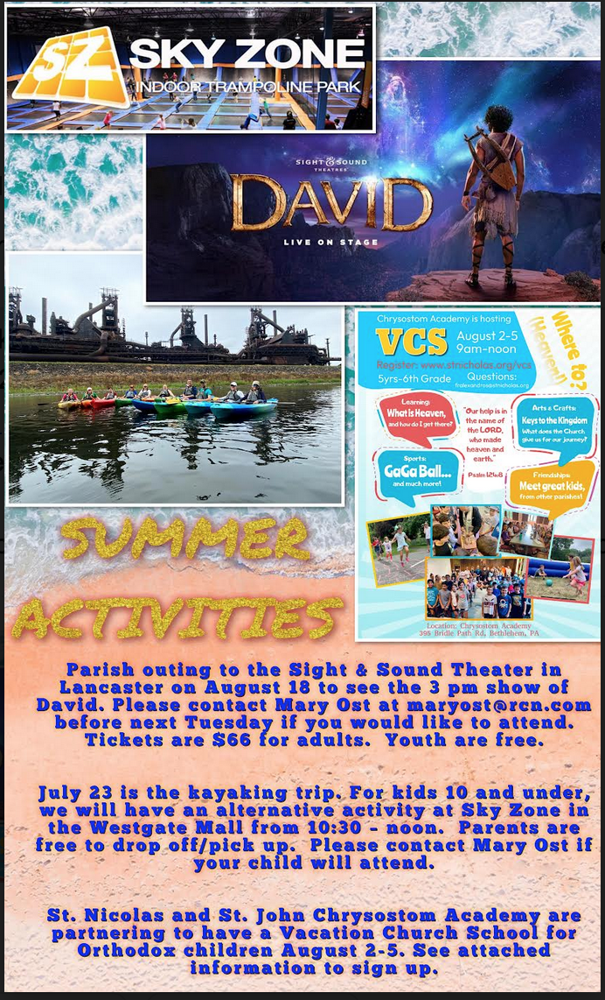 SZ SKY ZONE
INDOOR TRAMPOLINE PARK
SIGHT & SOUND
THEATRES
DAVID
LIVE ON STAGE
Chrysostom Academy is hosting
VCS
August 2-5
9am-noon
Register: www.stnicholas.org/vcs
5yrs-6th Grade
Questions:
fralexandros@stnicholas.org
Where to?
(Heaven!)
Learning:
What is Heaven,
and how do I get there?
"Our help is in
the name of
the LORD,
who made
heaven and
earth."
Psalm 124:8
Arts & Crafts:
Keys to the Kingdom
What does the Church
give us for our journey?
Sports:
GaGa Ball...
and much more!
Friendships:
Meet great kids,
from other parishes!
Location: Chrysostom Academy
395 Bridle Path Rd, Bethlehem, PA
SUMMER
ACTIVITIES
Parish outing to the Sight & Sound Theater in
Lancaster on August 18 to see the 3 pm show of
David. Please contact Mary Ost at maryost@rcn.com
before next Tuesday if you would like to attend.
Tickets are $66 for adults. Youth are free.
July 23 is the kayaking trip. For kids 10 and under,
we will have an alternative activity at Sky Zone in
the Westgate Mall from 10:30 - noon. Parents are
free to drop off/pick up. Please contact Mary Ost if
your child will attend.
St. Nicolas and St. John Chrysostom Academy are
partnering to have a Vacation Church School for
Orthodox children August 2-5. See attached
information to sign up.